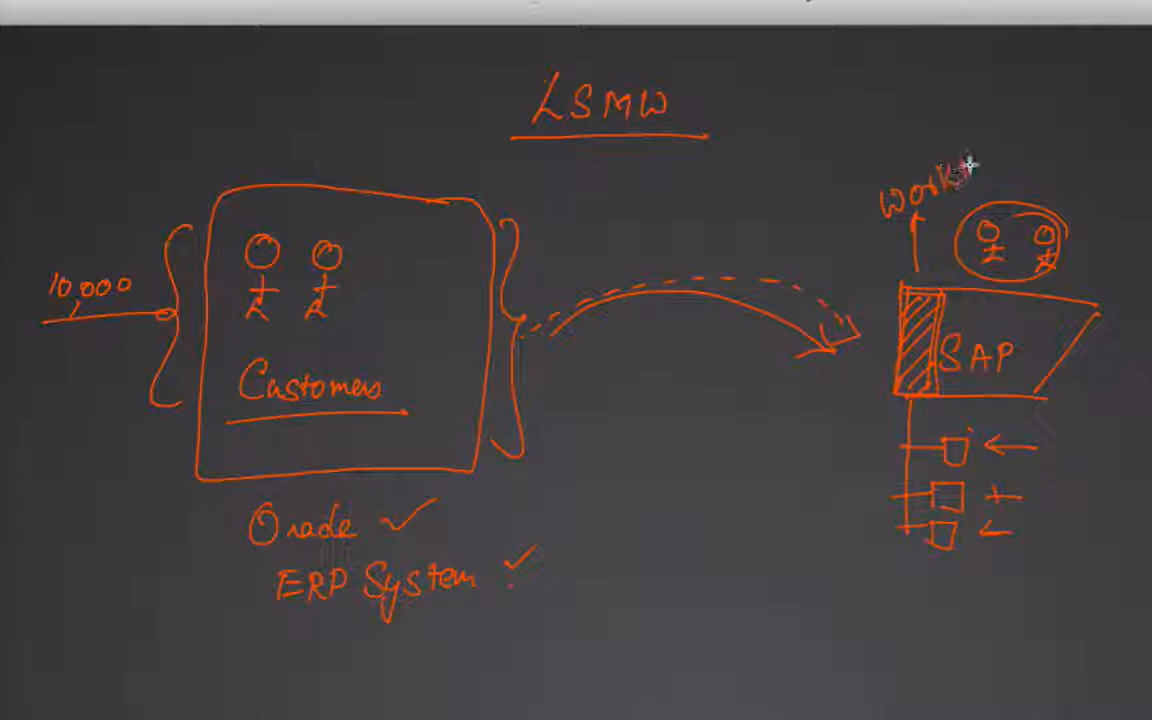 LSMW
10,000
Customers
Oracle
ERP System
SAP